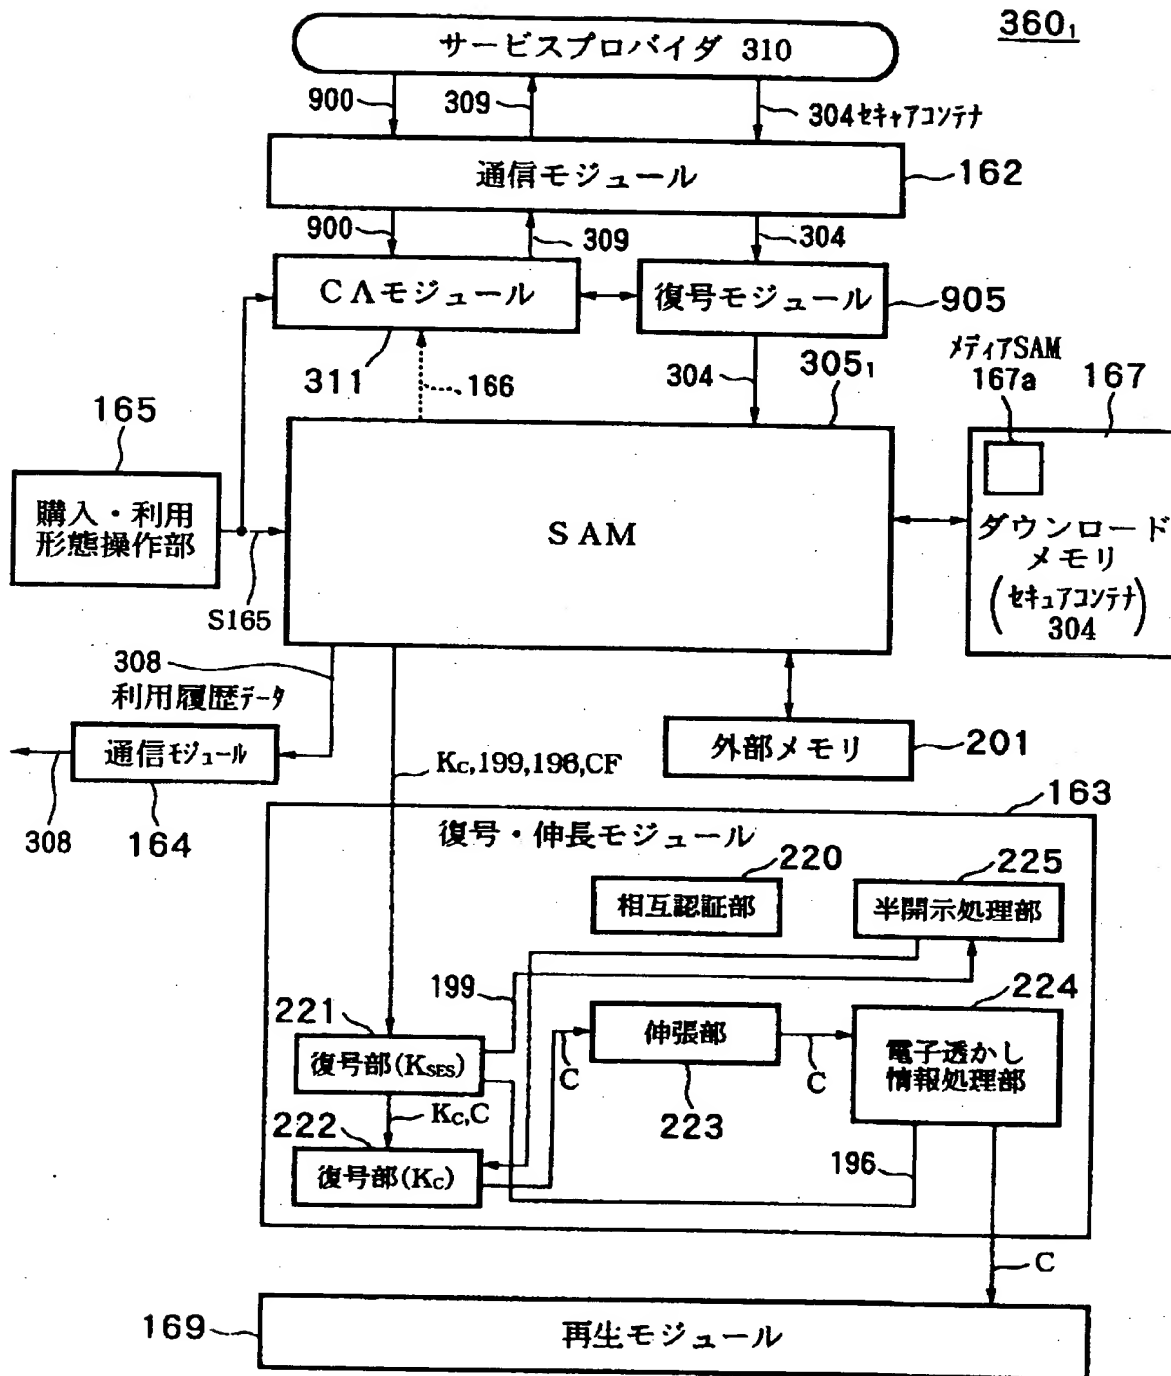 360₁
サービスプロバイダ 310
900
309
304セキャアコンテナ
通信モジュール
162
900
309
304
CΛモジュール
復号モジュール
905
311
166
304
305₁
メディアSAM
167a
167
165
購入・利用
形態操作部
S165
SAM
ダウンロード
メモリ
(セキュアコンテナ)
304
308
利用履歴データ
通信モジュール
308
164
外部メモリ
201
Kc,199,196,CF
163
復号・伸長モジュール
220
相互認証部
225
半開示処理部
199
221
復号部(KSES)
Kc,C
222
復号部(Kc)
C
伸張部
223
C
224
電子透かし
情報処理部
196
C
169
再生モジュール